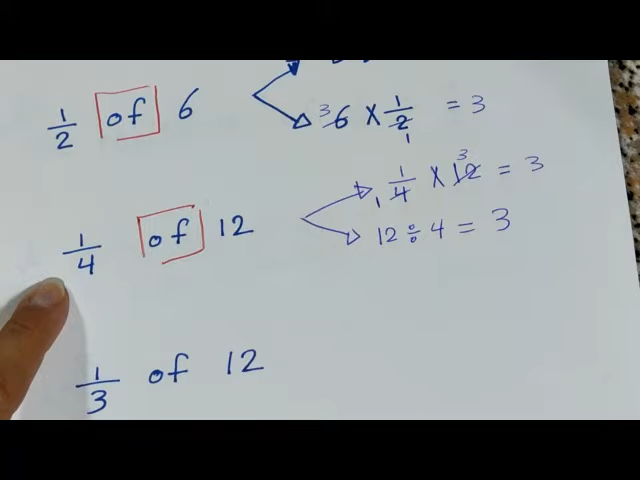 1/2 of 6
3 6 × 1/2 1 = 3
1/4 of 12
1 1/4 × 12 3 = 3
12 ÷ 4 = 3
1/3 of 12